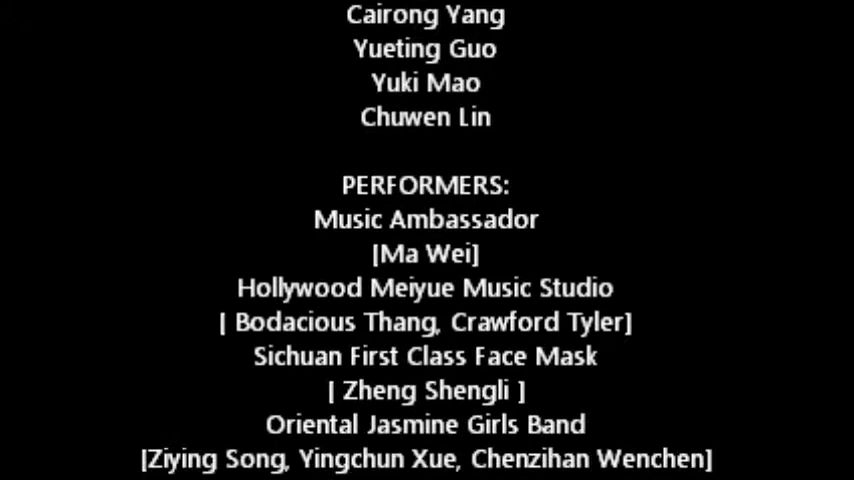 Cairong Yang
Yueting Guo
Yuki Mao
Chuwen Lin
PERFORMERS:
Music Ambassador
[Ma Wei]
Hollywood Meiyue Music Studio
[ Bodacious Thang, Crawford Tyler]
Sichuan First Class Face Mask
[ Zheng Shengli ]
Oriental Jasmine Girls Band
[Ziying Song, Yingchun Xue, Chenzihan Wenchen]